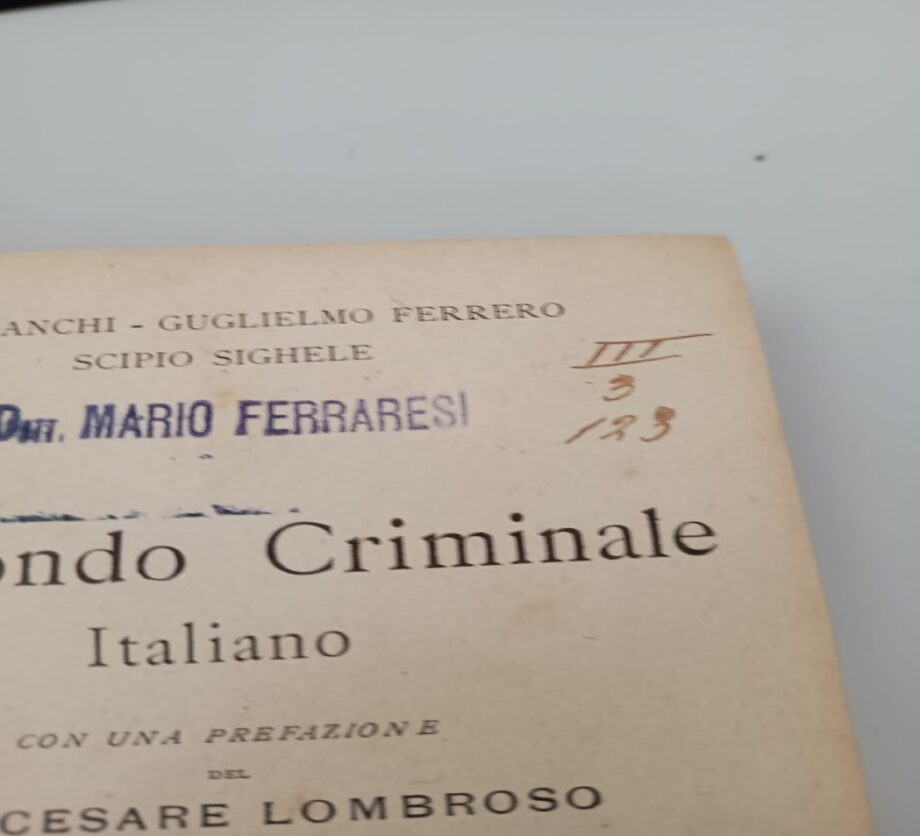 ANCHI - GUGLIELMO FERRERO
SCIPIO SIGHELE
III
3
123
Dott. MARIO FERRARESI
ondo Criminale
Italiano
CON UNA PREFAZIONE
DEL
CESARE LOMBROSO